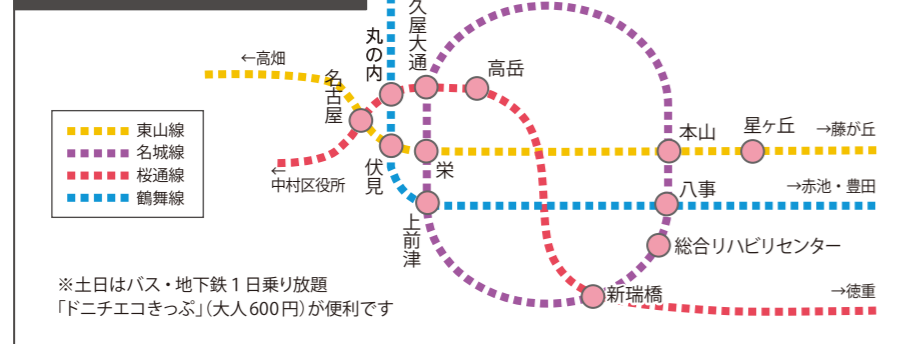 久屋大通
丸の内
高岳
←高畑
名古屋
東山線
名城線
桜通線
鶴舞線
本山
星ヶ丘
→藤が丘
栄
伏見
←
中村区役所
→赤池・豊田
八事
上前津
総合リハビリセンター
※土日はバス・地下鉄1日乗り放題
「ドニチエコきっぷ」(大人600円)が便利です
新瑞橋
→徳重